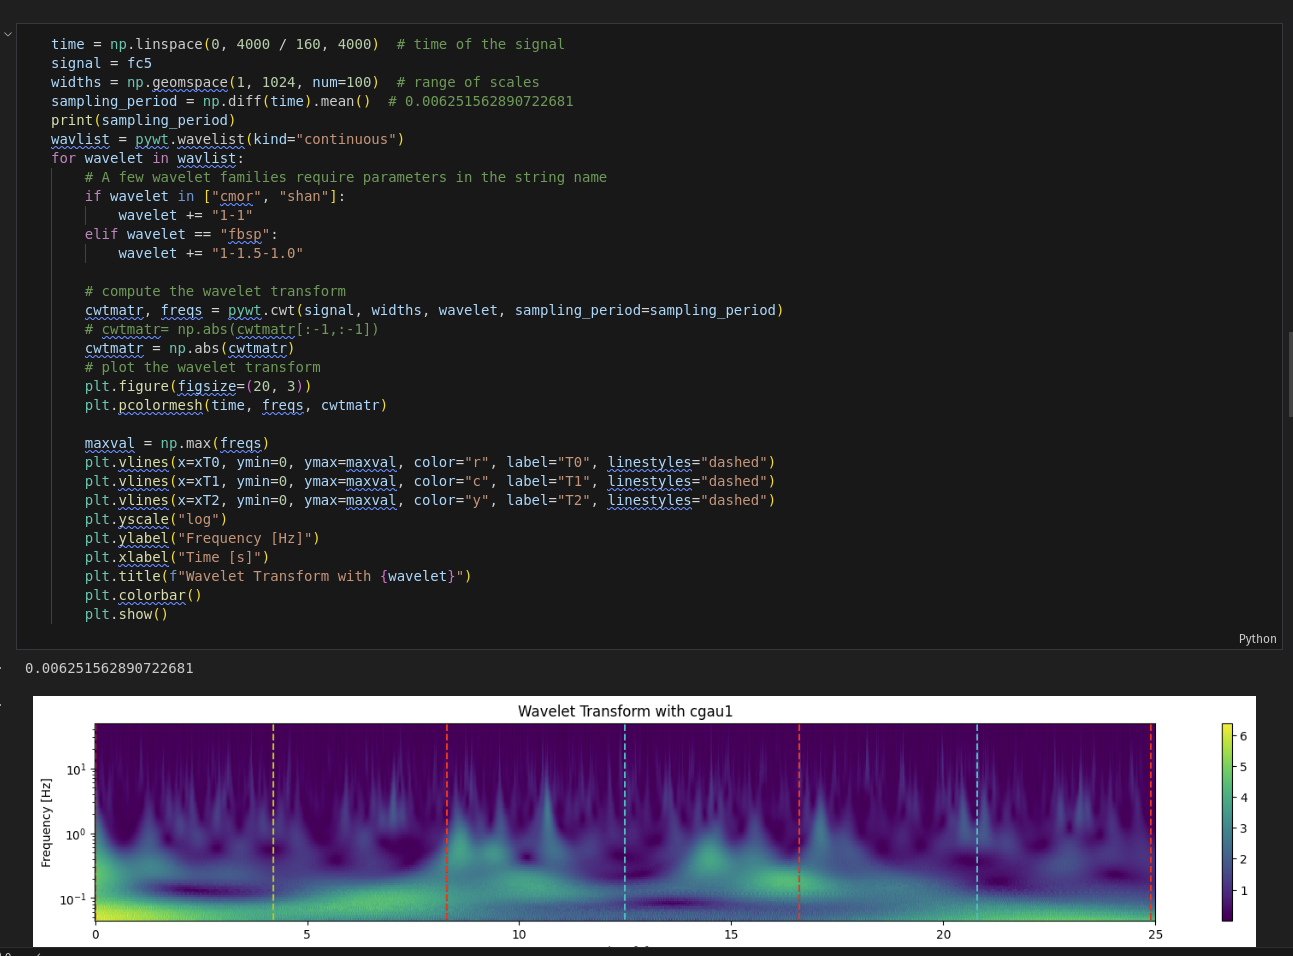 time = np.linspace(0, 4000 / 160, 4000)  # time of the signal
signal = fc5
widths = np.geomspace(1, 1024, num=100)  # range of scales
sampling_period = np.diff(time).mean()  # 0.006251562890722681
print(sampling_period)
wavlist = pywt.wavelist(kind="continuous")
for wavelet in wavlist:
    # A few wavelet families require parameters in the string name
    if wavelet in ["cmor", "shan"]:
        wavelet += "1-1"
    elif wavelet == "fbsp":
        wavelet += "1-1.5-1.0"
    # compute the wavelet transform
    cwtmatr, freqs = pywt.cwt(signal, widths, wavelet, sampling_period=sampling_period)
    # cwtmatr= np.abs(cwtmatr[:-1,:-1])
    cwtmatr = np.abs(cwtmatr)
    # plot the wavelet transform
    plt.figure(figsize=(20, 3))
    plt.pcolormesh(time, freqs, cwtmatr)
    maxval = np.max(freqs)
    plt.vlines(x=xT0, ymin=0, ymax=maxval, color="r", label="T0", linestyles="dashed")
    plt.vlines(x=xT1, ymin=0, ymax=maxval, color="c", label="T1", linestyles="dashed")
    plt.vlines(x=xT2, ymin=0, ymax=maxval, color="y", label="T2", linestyles="dashed")
    plt.yscale("log")
    plt.ylabel("Frequency [Hz]")
    plt.xlabel("Time [s]")
    plt.title(f"Wavelet Transform with {wavelet}")
    plt.colorbar()
    plt.show()
Python
0.006251562890722681
Wavelet Transform with cgau1
Frequency [Hz]
10¹
10⁰
10⁻¹
0 5 10 15 20 25
6
5
4
3
2
1